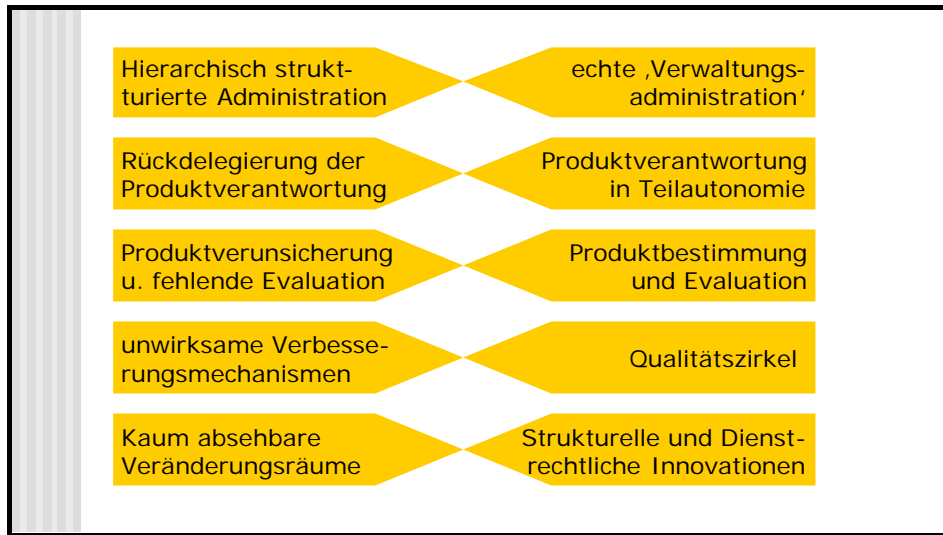 Hierarchisch strukt-
turierte Administration
echte ‚Verwaltungs-
administration‘
Rückdelegierung der
Produktverantwortung
Produktverantwortung
in Teilautonomie
Produktverunsicherung
u. fehlende Evaluation
Produktbestimmung
und Evaluation
unwirksame Verbesse-
rungsmechanismen
Qualitätszirkel
Kaum absehbare
Veränderungsräume
Strukturelle und Dienst-
rechtliche Innovationen